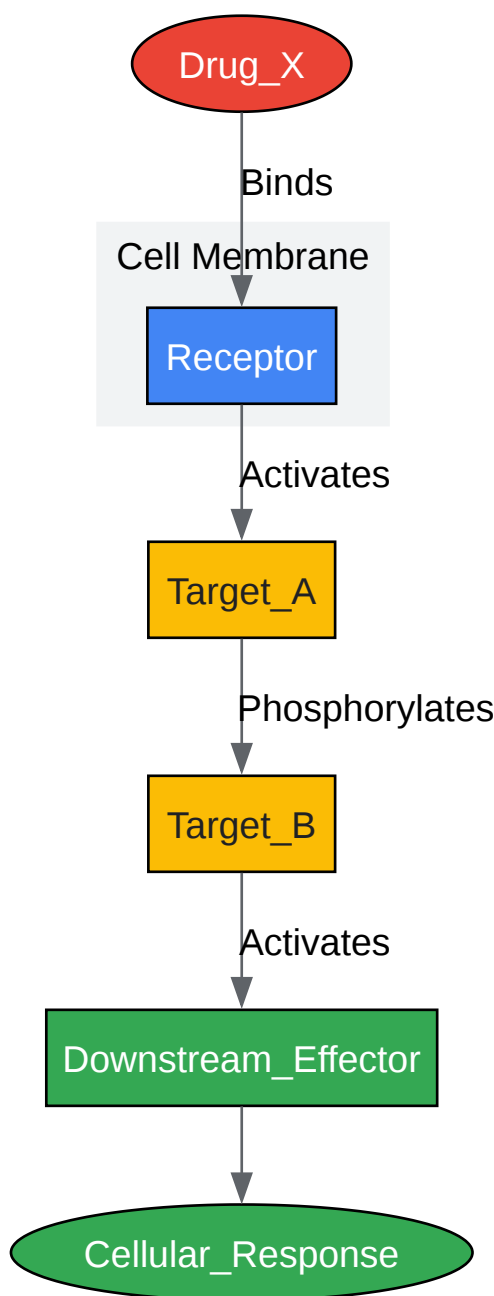 Drug_X
Binds
Cell Membrane
Receptor
Activates
Target_A
Phosphorylates
Target_B
Activates
Downstream_Effector
Cellular_Response